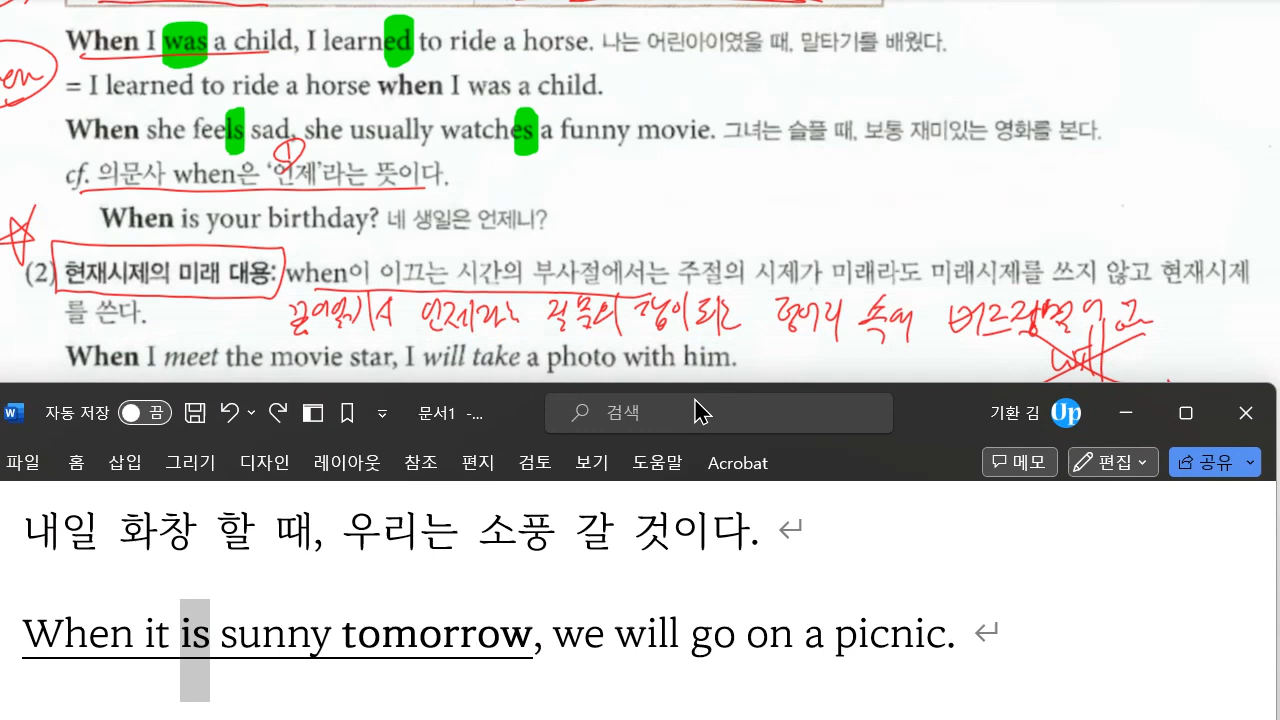 When I was a child, I learned to ride a horse. 나는 어린아이였을 때, 말타기를 배웠다.
= I learned to ride a horse when I was a child.
When she feels sad, she usually watches a funny movie. 그녀는 슬플 때, 보통 재미있는 영화를 본다.
cf. 의문사 when은 ‘언제’라는 뜻이다.
When is your birthday? 네 생일은 언제니?
(2) 현재시제의 미래 대용: when이 이끄는 시간의 부사절에서는 주절의 시제가 미래라도 미래시제를 쓰지 않고 현재시제
를 쓴다.
언제라는
When I meet the movie star, I will take a photo with him.
자동 저장 끔 문서1 -... 검색 기환 김 Up
파일 홈 삽입 그리기 디자인 레이아웃 참조 편지 검토 보기 도움말 Acrobat 메모 편집 공유
내일 화창 할 때, 우리는 소풍 갈 것이다.
When it is sunny tomorrow, we will go on a picnic.